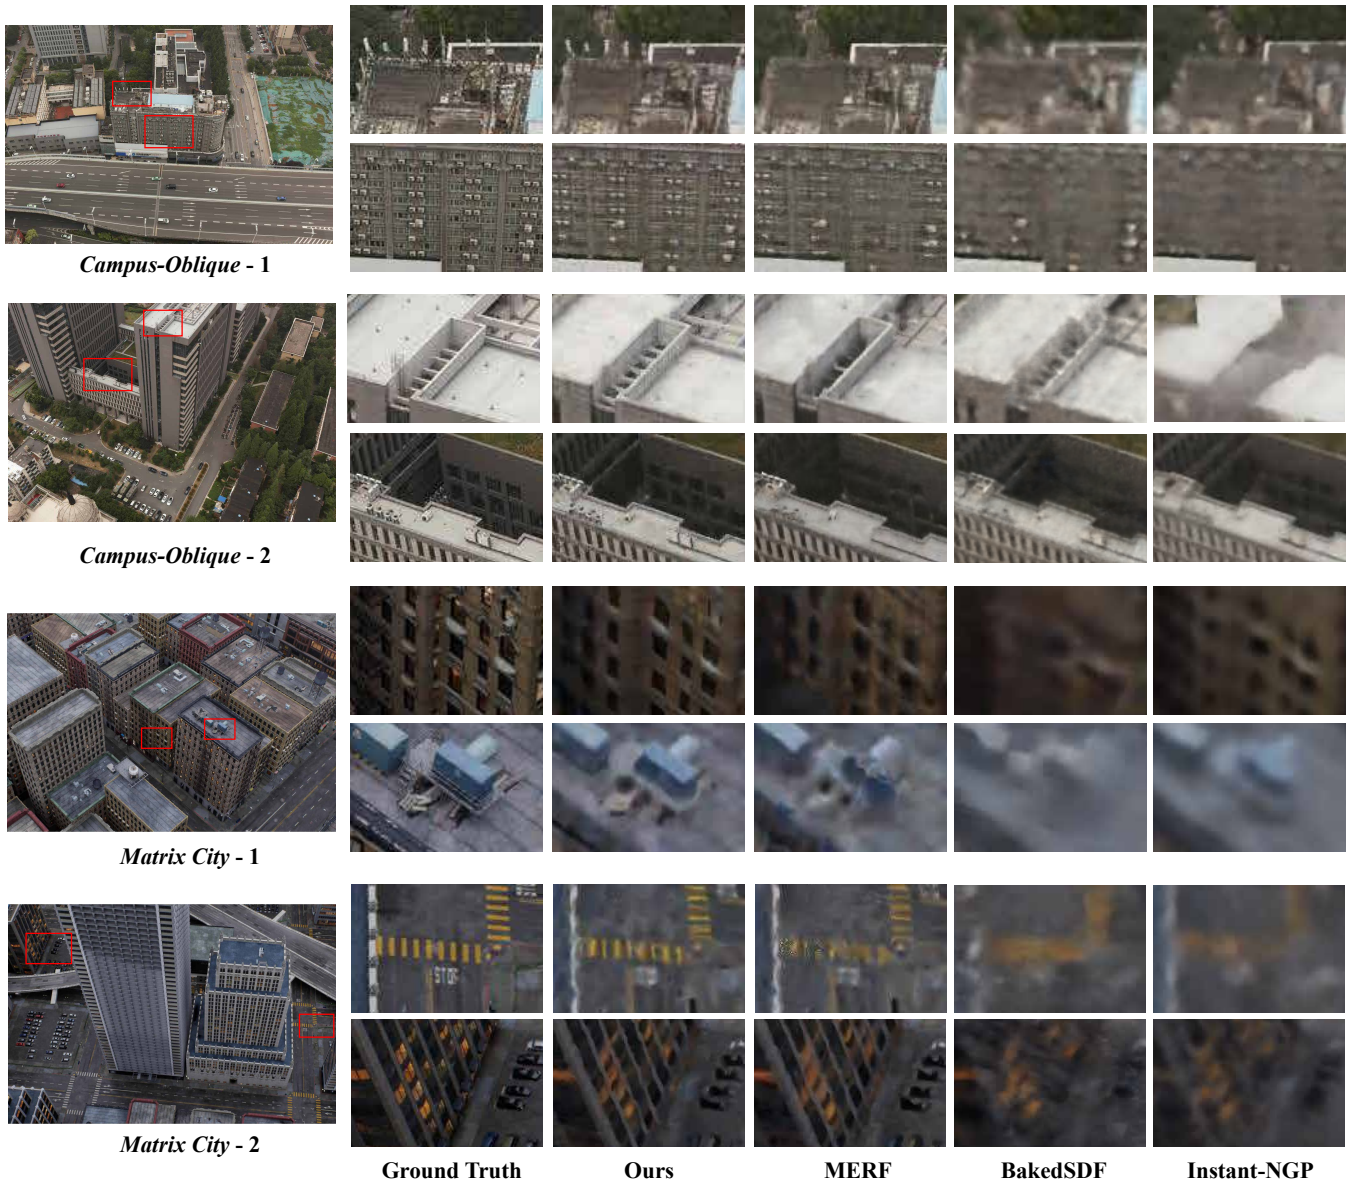 Campus-Oblique - 1
Campus-Oblique - 2
STOP
Matrix City - 1
Matrix City - 2
Ground Truth
Ours
MERF
BakedSDF
Instant-NGP